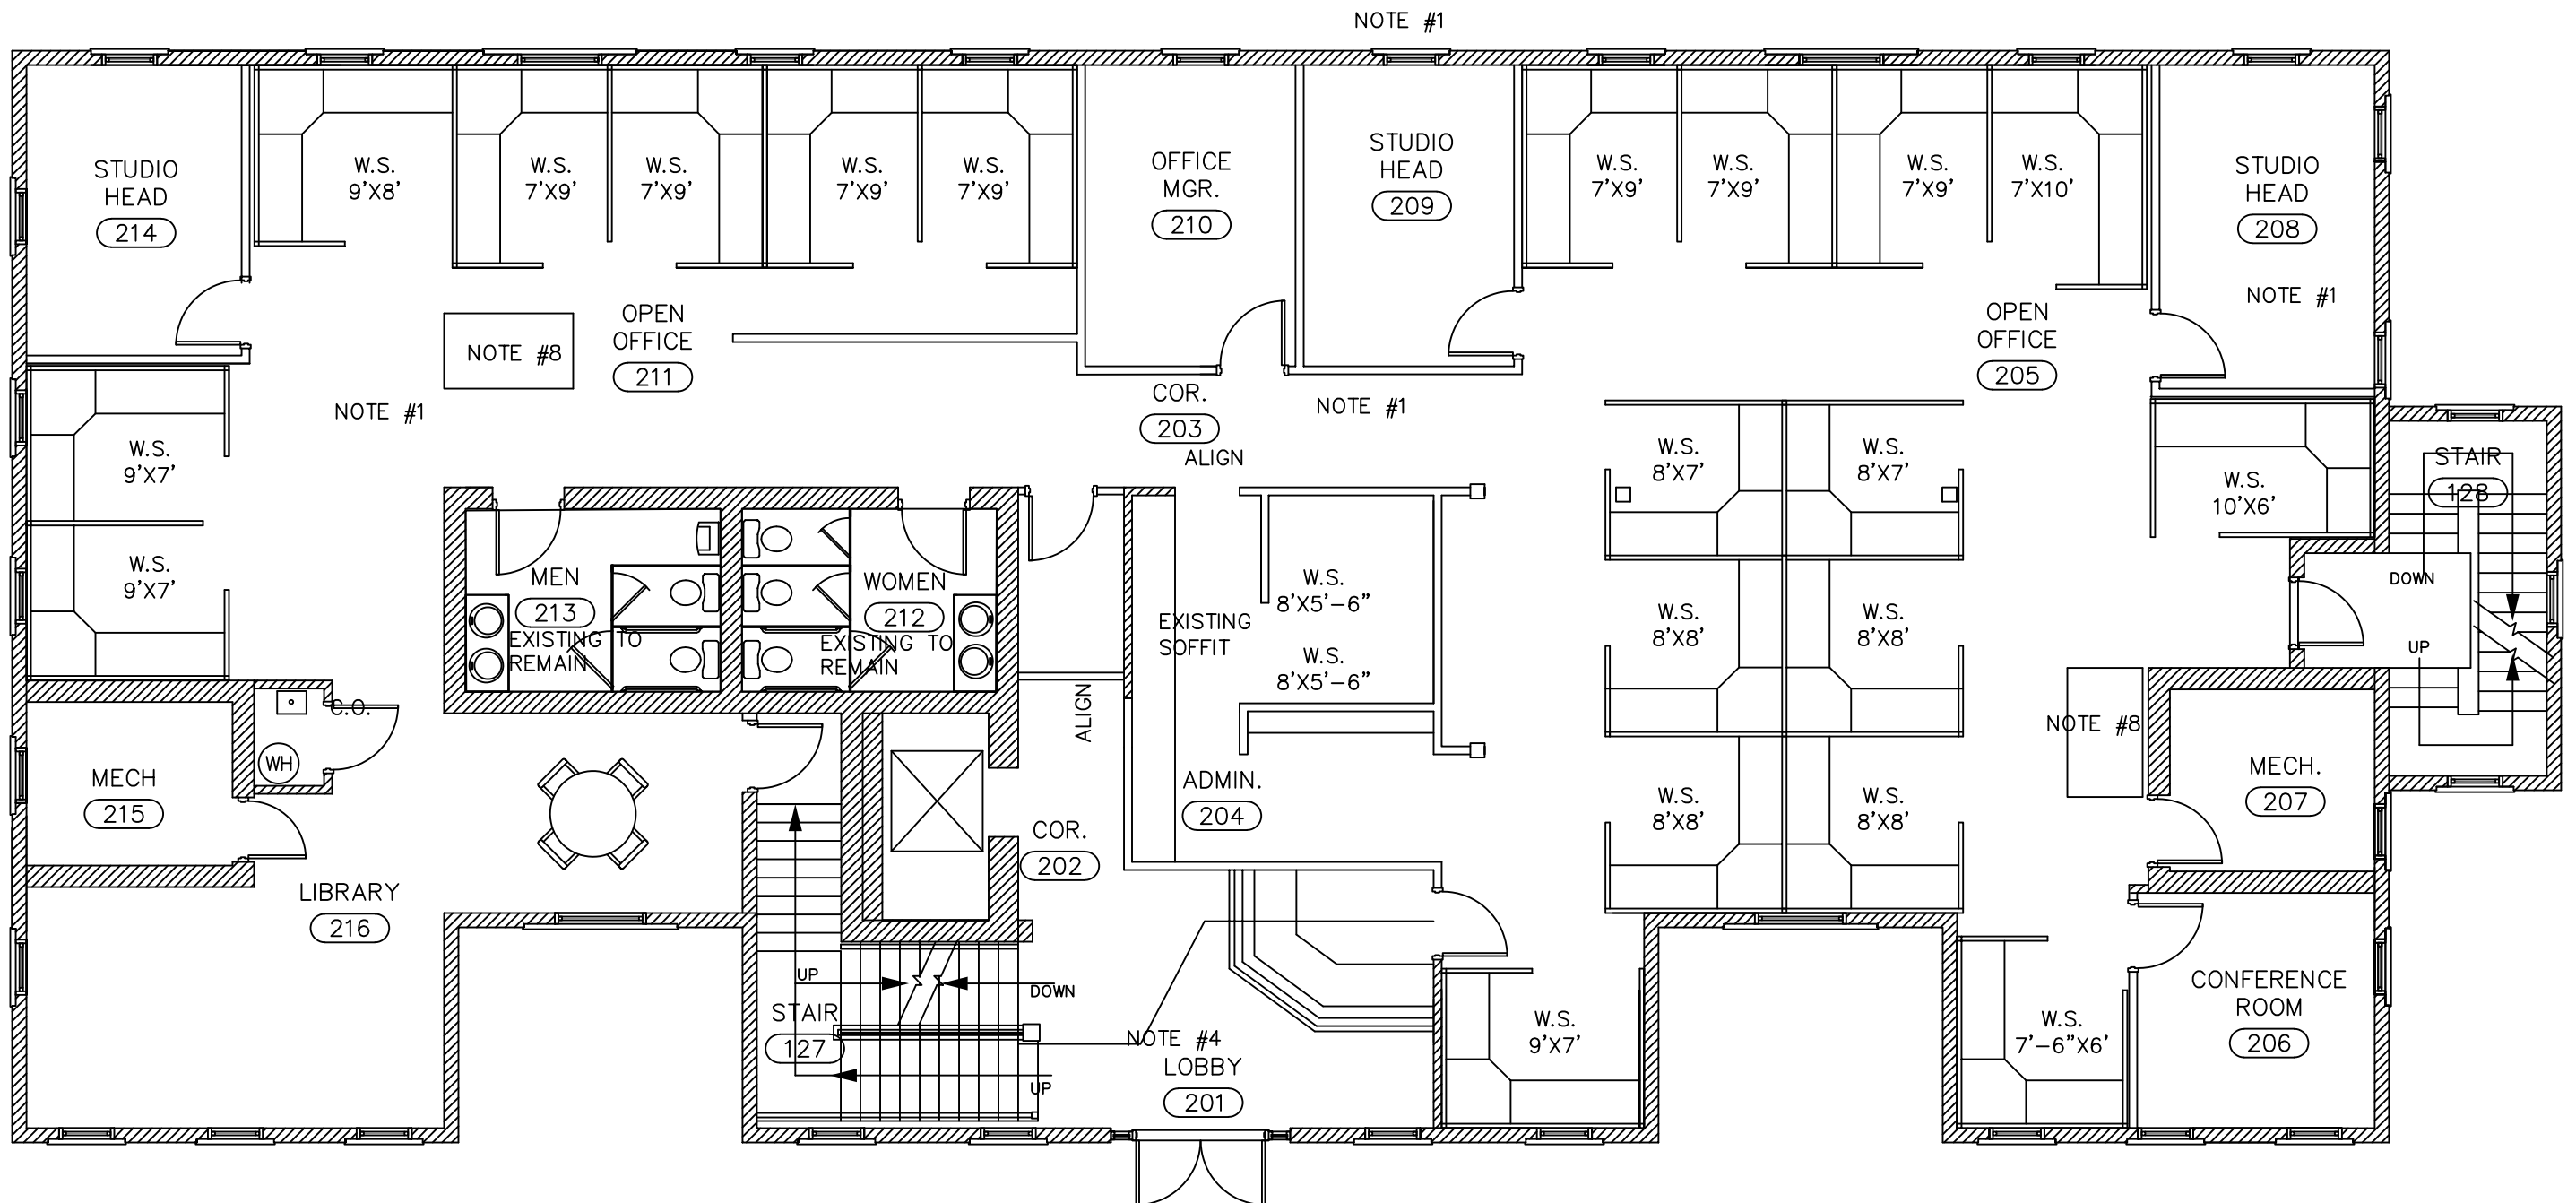 NOTE #1
STUDIO
HEAD
214
W.S.
9'X8'
W.S.
7'X9'
W.S.
7'X9'
W.S.
7'X9'
W.S.
7'X9'
OFFICE
MGR.
210
STUDIO
HEAD
209
W.S.
7'X9'
W.S.
7'X9'
W.S.
7'X9'
W.S.
7'X10'
STUDIO
HEAD
208
NOTE #1
NOTE #8
OPEN
OFFICE
211
OPEN
OFFICE
205
NOTE #1
COR.
203
ALIGN
NOTE #1
W.S.
9'X7'
W.S.
8'X7'
W.S.
8'X7'
W.S.
10'X6'
STAIR
128
DOWN
UP
W.S.
9'X7'
MEN
213
EXISTING TO
REMAIN
WOMEN
212
EXISTING TO
REMAIN
EXISTING
SOFFIT
W.S.
8'X5'-6"
W.S.
8'X5'-6"
W.S.
8'X8'
W.S.
8'X8'
C.O.
WH
ALIGN
NOTE #8
MECH
215
MECH.
207
ADMIN.
204
W.S.
8'X8'
W.S.
8'X8'
COR.
202
LIBRARY
216
UP
DOWN
STAIR
127
UP
NOTE #4
LOBBY
201
W.S.
9'X7'
W.S.
7'-6"X6'
CONFERENCE
ROOM
206